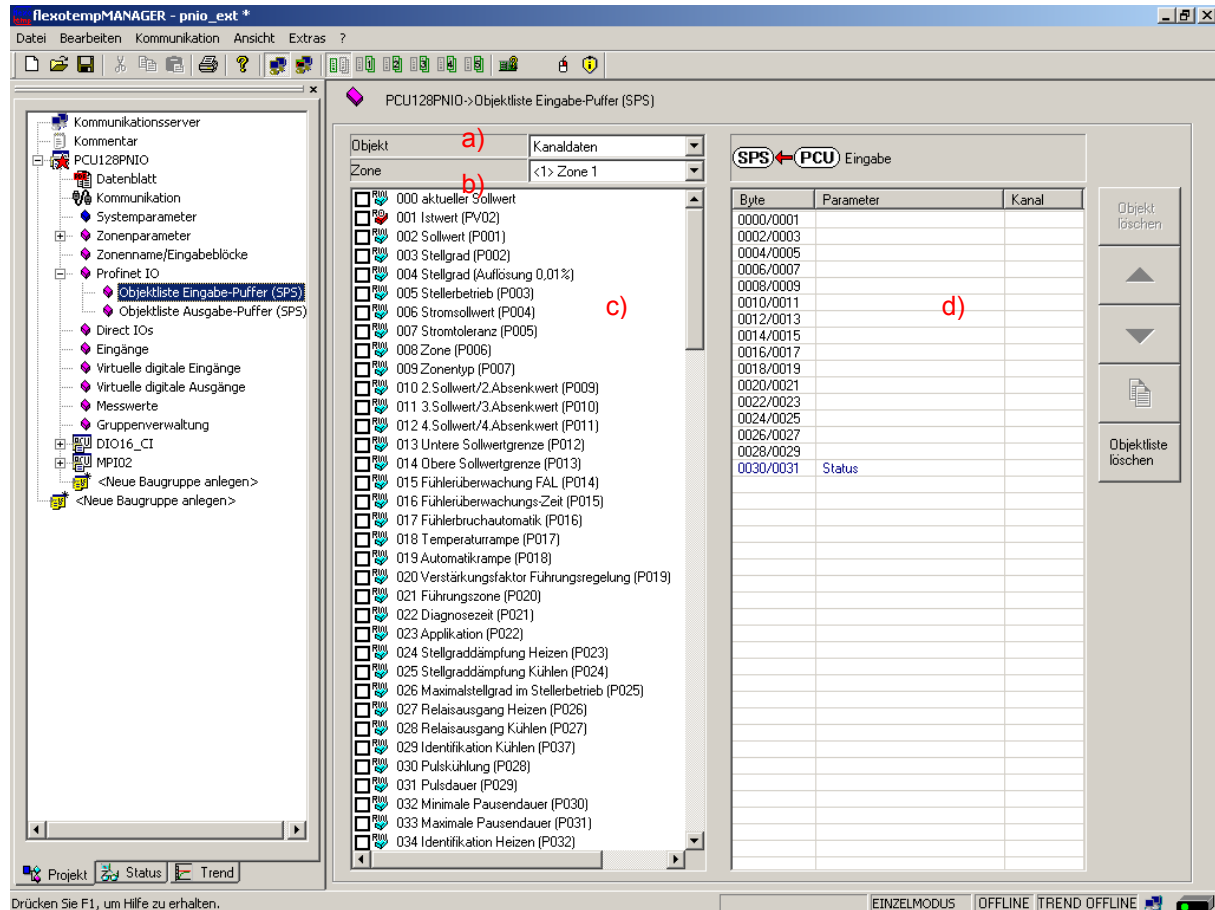 flexotempMANAGER - pnio_ext *
Datei Bearbeiten Kommunikation Ansicht Extras ?
PCU128PNIO->Objektliste Eingabe-Puffer (SPS)
Kommunikationsserver
Kommentar
PCU128PNIO
Datenblatt
Kommunikation
Systemparameter
Zonenparameter
Zonenname/Eingabeblöcke
Profinet IO
Objektliste Eingabe-Puffer (SPS)
Objektliste Ausgabe-Puffer (SPS)
Direct IOs
Eingänge
Virtuelle digitale Eingänge
Virtuelle digitale Ausgänge
Messwerte
Gruppenverwaltung
DIO16_CI
MPI02
<Neue Baugruppe anlegen>
<Neue Baugruppe anlegen>
Projekt Status Trend
Objekt a) Kanaldaten
Zone b) <1> Zone 1
000 aktueller Sollwert
001 Istwert (PV02)
002 Sollwert (P001)
003 Stellgrad (P002)
004 Stellgrad (Auflösung 0,01%)
005 Stellerbetrieb (P003)
006 Stromsollwert (P004)
007 Stromtoleranz (P005)
008 Zone (P006)
009 Zonentyp (P007)
010 2.Sollwert/2.Absenkwert (P009)
011 3.Sollwert/3.Absenkwert (P010)
012 4.Sollwert/4.Absenkwert (P011)
013 Untere Sollwertgrenze (P012)
014 Obere Sollwertgrenze (P013)
015 Fühlerüberwachung FAL (P014)
016 Fühlerüberwachungs-Zeit (P015)
017 Fühlerbruchautomatik (P016)
018 Temperaturrampe (P017)
019 Automatikrampe (P018)
020 Verstärkungsfaktor Führungsregelung (P019)
021 Führungszone (P020)
022 Diagnosezeit (P021)
023 Applikation (P022)
024 Stellgraddämpfung Heizen (P023)
025 Stellgraddämpfung Kühlen (P024)
026 Maximalstellgrad im Stellerbetrieb (P025)
027 Relaisausgang Heizen (P026)
028 Relaisausgang Kühlen (P027)
029 Identifikation Kühlen (P037)
030 Pulskühlung (P028)
031 Pulsdauer (P029)
032 Minimale Pausendauer (P030)
033 Maximale Pausendauer (P031)
034 Identifikation Heizen (P032)
c)
SPS PCU Eingabe
Byte Parameter Kanal
0000/0001
0002/0003
0004/0005
0006/0007
0008/0009
0010/0011
0012/0013
0014/0015
0016/0017
0018/0019
0020/0021
0022/0023
0024/0025
0026/0027
0028/0029
0030/0031 Status
d)
Objekt
löschen
Objektliste
löschen
Drücken Sie F1, um Hilfe zu erhalten.
EINZELMODUS OFFLINE TREND OFFLINE